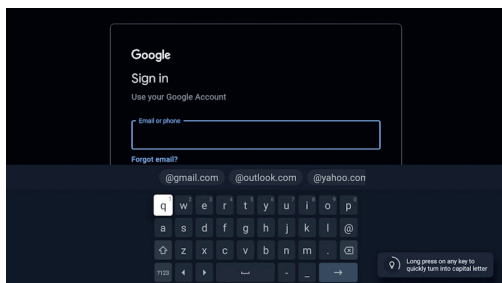 Google
Sign in
Use your Google Account
Email or phone
Forgot email?
@gmail.com @outlook.com @yahoo.com
q w e r t y u i o p
a s d f g h j k l @
z x c v b n m .
?123 - _
Long press on any key to
quickly turn into capital letter